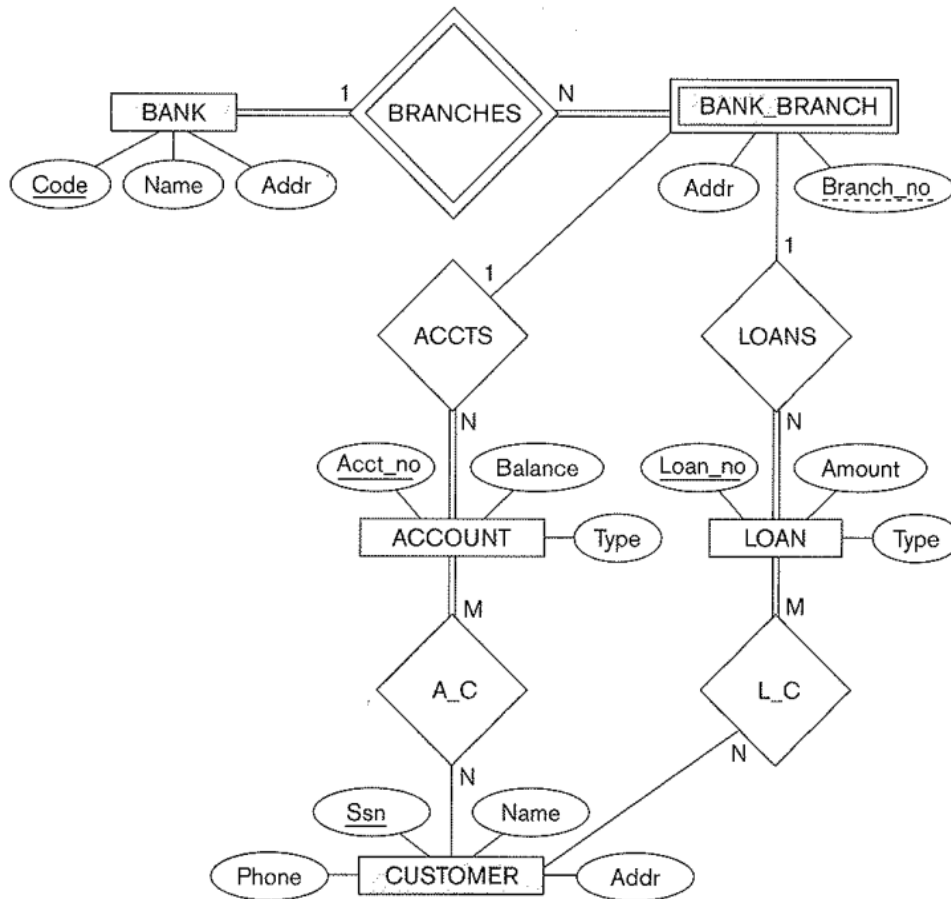 1 BRANCHES N
BANK BANK_BRANCH
Code Name Addr Addr Branch_no
1 1
ACCTS LOANS
N N
Acct_no Balance Loan_no Amount
ACCOUNT Type LOAN Type
M M
A_C L_C
N N
Ssn Name
Phone CUSTOMER Addr